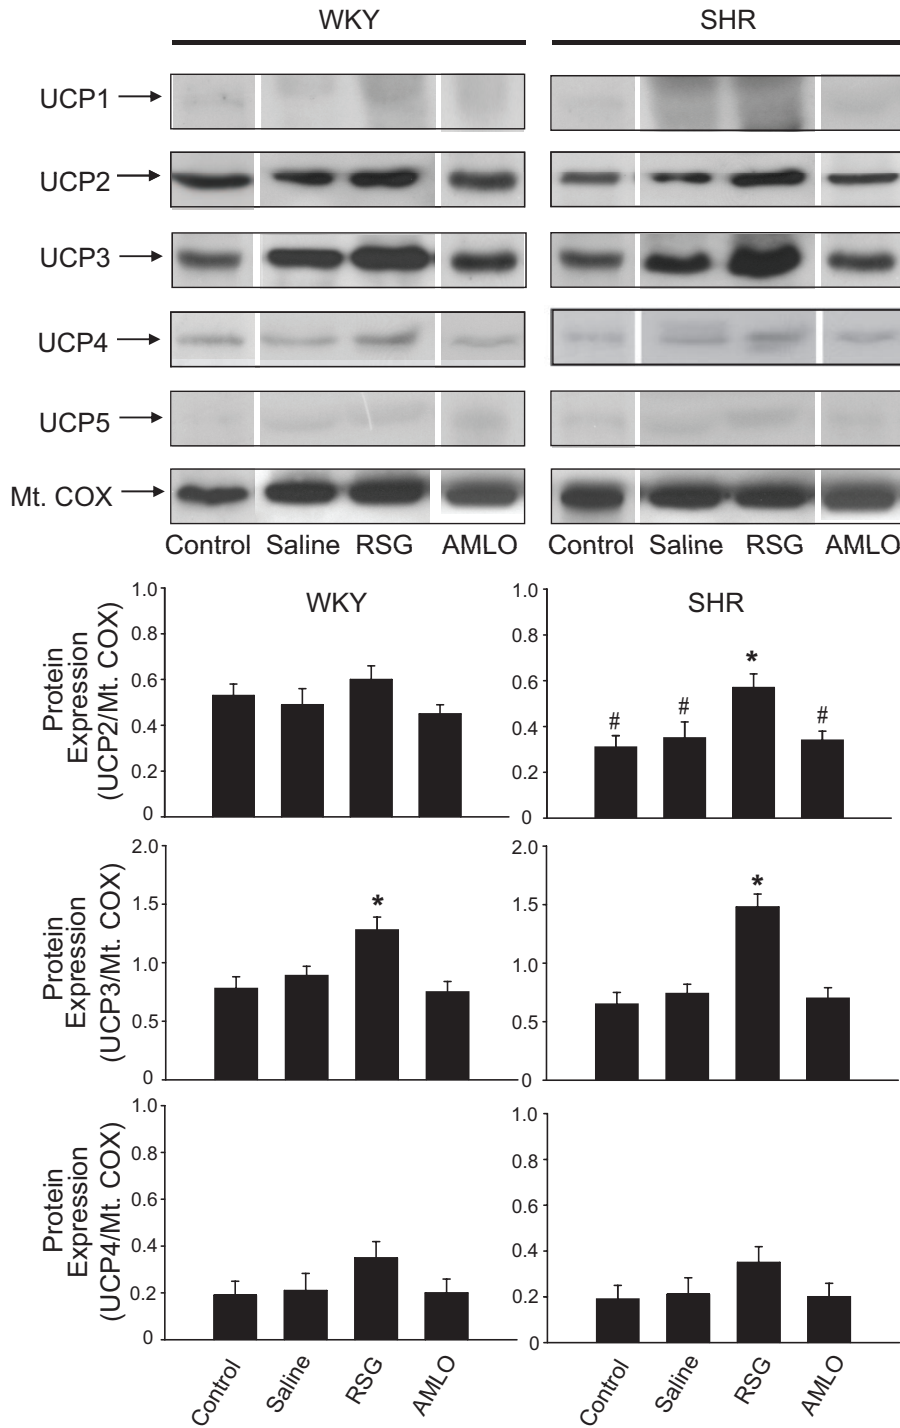 WKY SHR
UCP1
UCP2
UCP3
UCP4
UCP5
Mt. COX
Control Saline RSG AMLO Control Saline RSG AMLO
WKY SHR
Protein
Expression
(UCP2/Mt. COX)
1.0
0.8
0.6
0.4
0.2
0
1.0
0.8
0.6
0.4
0.2
0
# # * #
Protein
Expression
(UCP3/Mt. COX)
2.0
1.5
1.0
0.5
0
*
2.0
1.5
1.0
0.5
0
*
Protein
Expression
(UCP4/Mt. COX)
1.0
0.8
0.6
0.4
0.2
0
1.0
0.8
0.6
0.4
0.2
0
Control Saline RSG AMLO Control Saline RSG AMLO